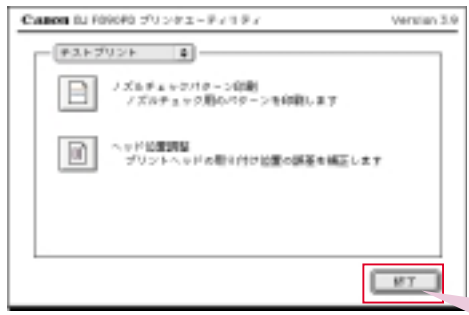 Canon BJ F890PD プリンタユーティリティ Version 3.9
テストプリント
ノズルチェックパターン印刷
ノズルチェック用のパターンを印刷します
ヘッド位置調整
プリントヘッドの取り付け位置の誤差を補正します
終了